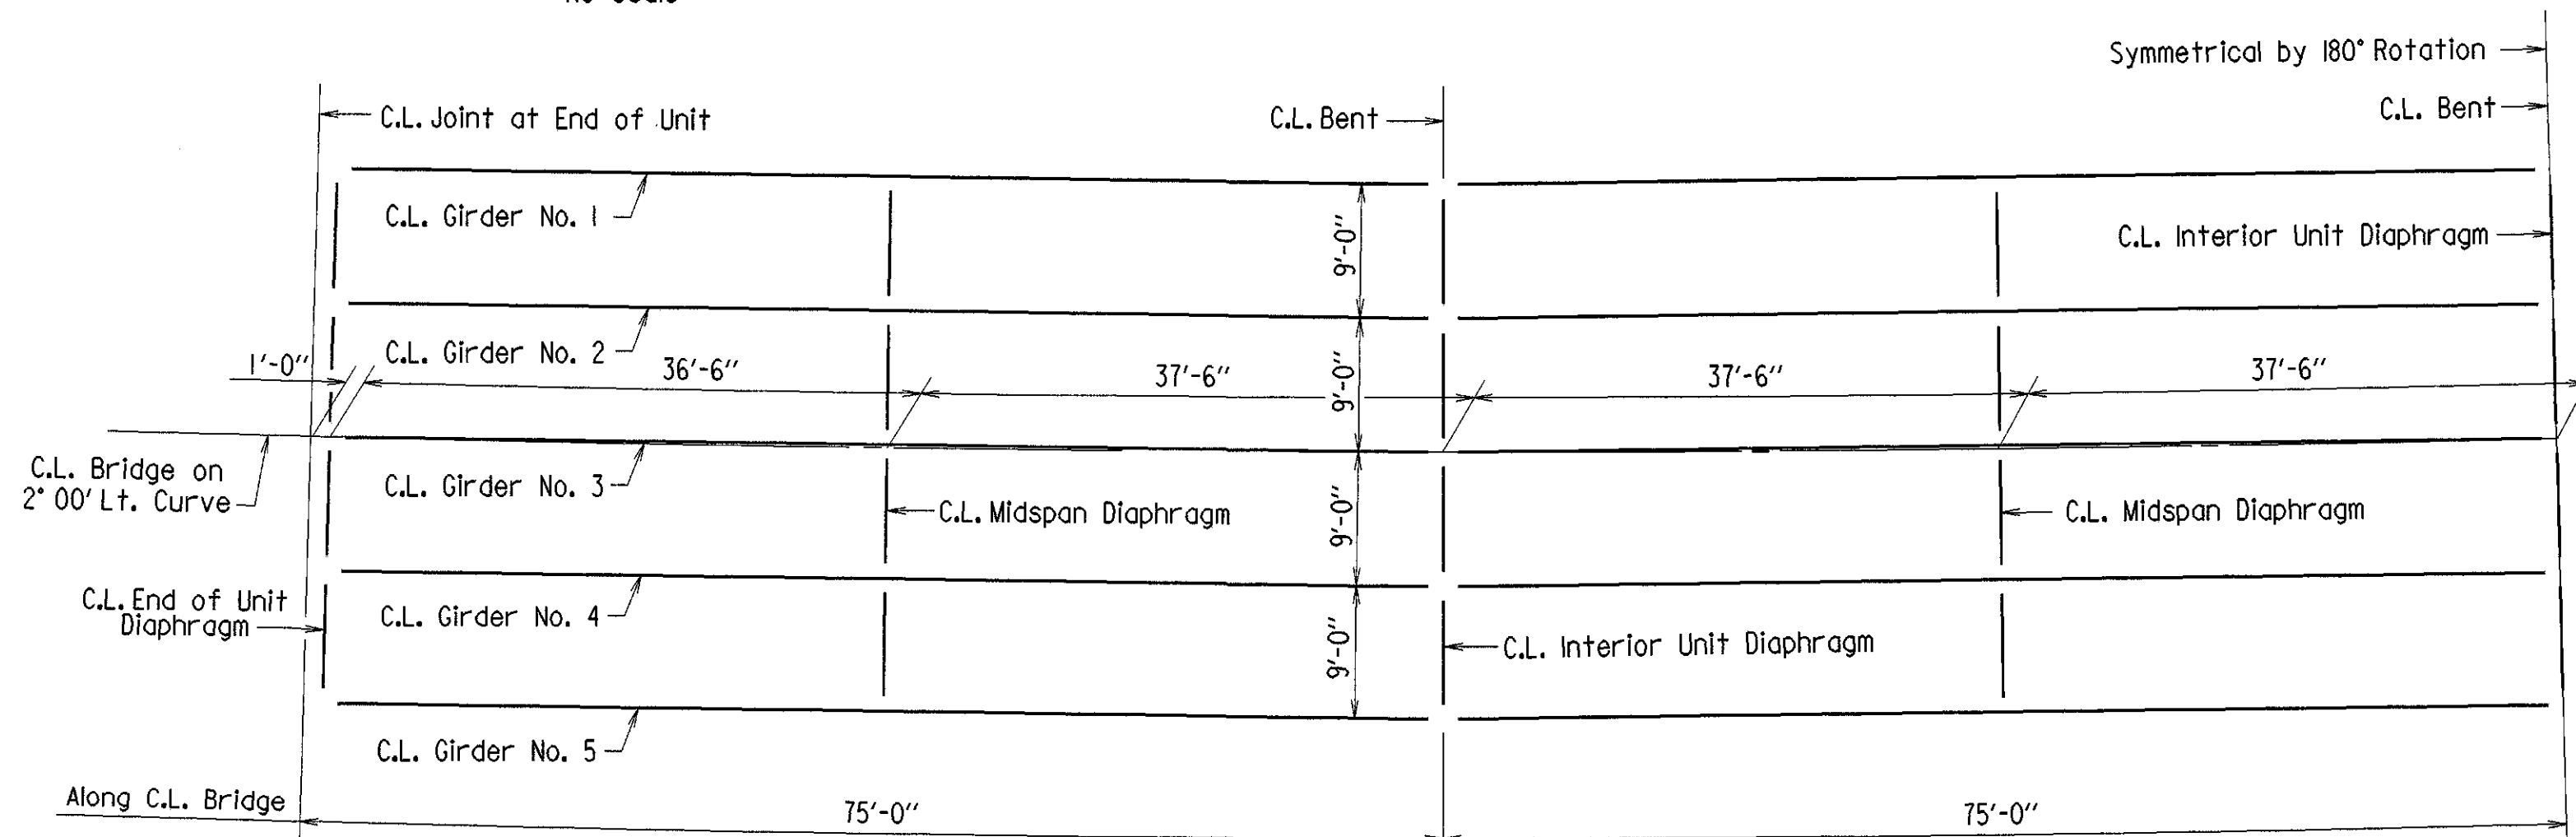 Symmetrical by 180° Rotation
C.L. Joint at End of Unit
C.L. Bent
C.L. Bent
C.L. Girder No. 1
9'-0"
C.L. Interior Unit Diaphragm
1'-0"
C.L. Girder No. 2
36'-6"
37'-6"
9'-0"
37'-6"
37'-6"
C.L. Bridge on
2° 00' Lt. Curve
C.L. Girder No. 3
C.L. Midspan Diaphragm
9'-0"
C.L. Midspan Diaphragm
C.L. End of Unit
Diaphragm
C.L. Girder No. 4
9'-0"
C.L. Interior Unit Diaphragm
C.L. Girder No. 5
Along C.L. Bridge
75'-0"
75'-0"